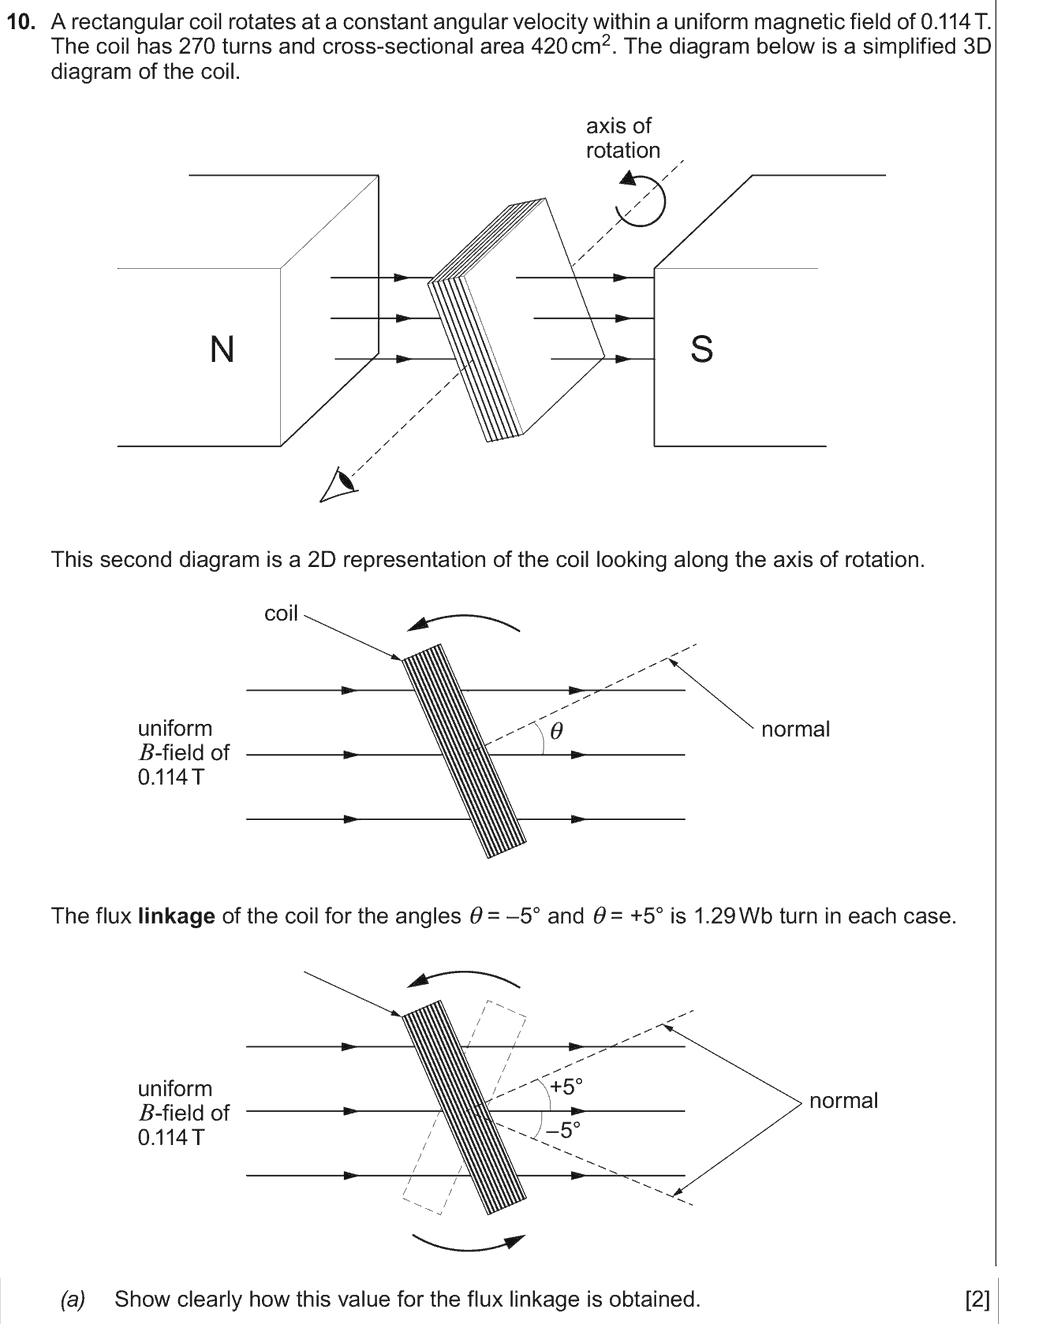 10. A rectangular coil rotates at a constant angular velocity within a uniform magnetic field of 0.114 T.
The coil has 270 turns and cross-sectional area 420 cm². The diagram below is a simplified 3D
diagram of the coil.
axis of
rotation
N
S
This second diagram is a 2D representation of the coil looking along the axis of rotation.
coil
uniform
B-field of
0.114 T
θ
normal
The flux linkage of the coil for the angles θ = –5° and θ = +5° is 1.29 Wb turn in each case.
uniform
B-field of
0.114 T
+5°
–5°
normal
(a) Show clearly how this value for the flux linkage is obtained. [2]